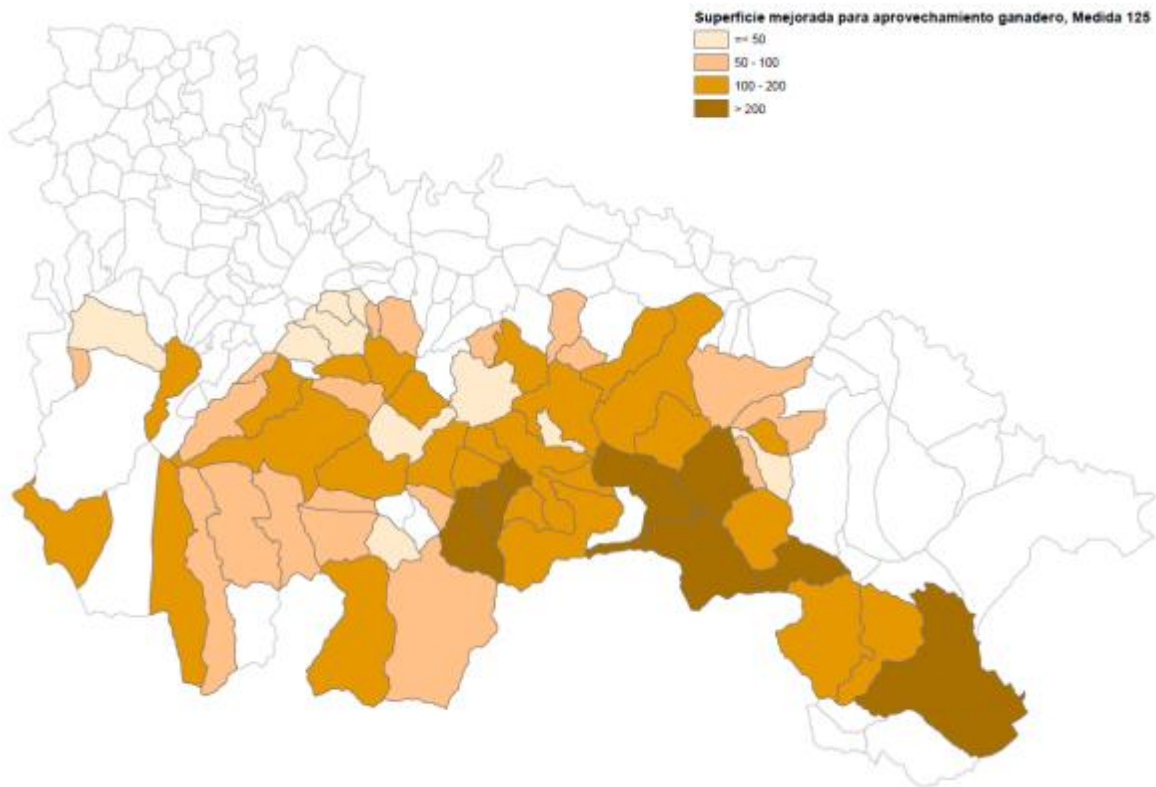 Superficie mejorada para aprovechamiento ganadero, Medida 125
=< 50
50 - 100
100 - 200
> 200